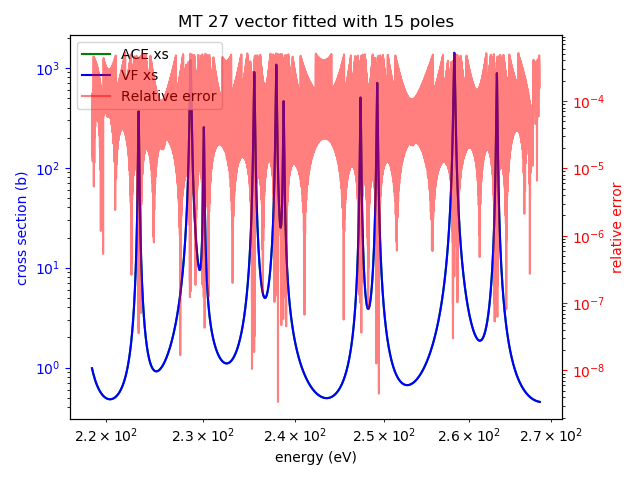 MT 27 vector fitted with 15 poles
ACE xs
VF xs
Relative error
cross section (b)
10³
10²
10¹
10⁰
relative error
10⁻⁴
10⁻⁵
10⁻⁶
10⁻⁷
10⁻⁸
2.2 × 10² 2.3 × 10² 2.4 × 10² 2.5 × 10² 2.6 × 10² 2.7 × 10²
energy (eV)